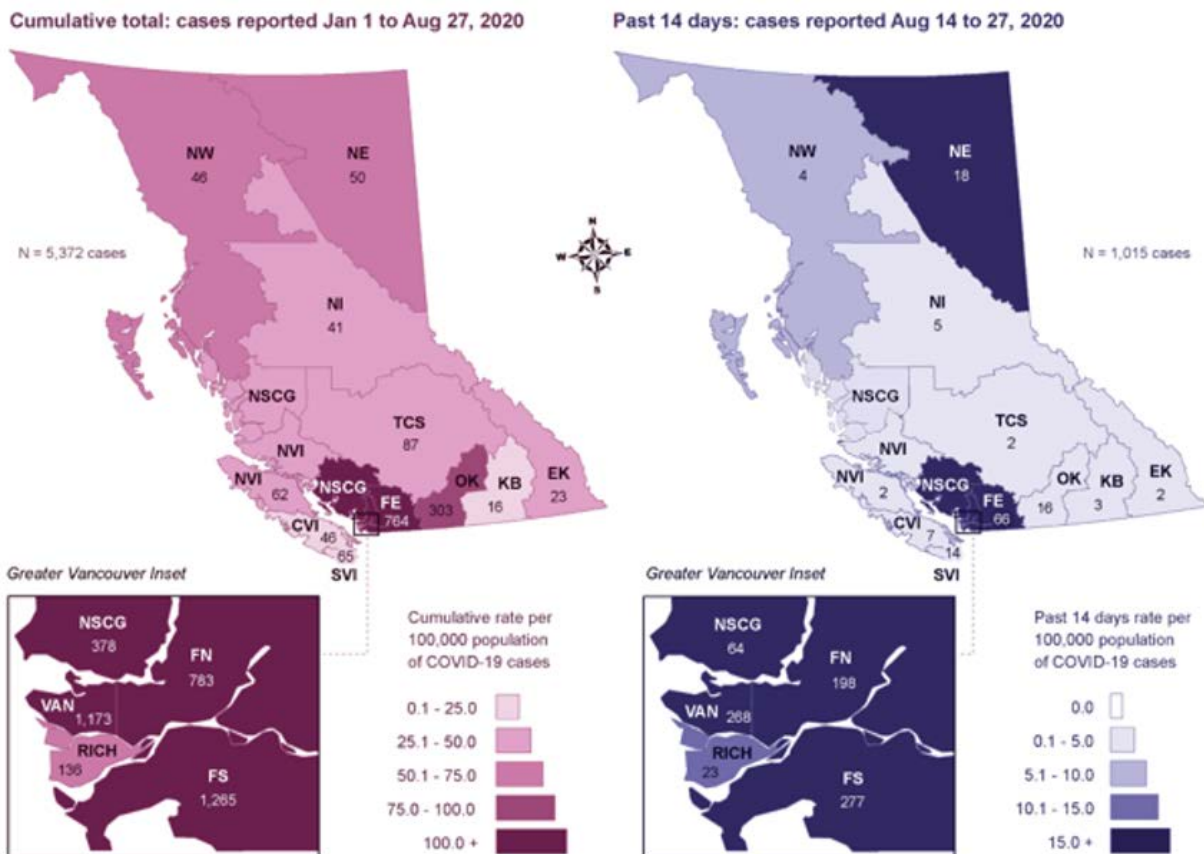 Cumulative total: cases reported Jan 1 to Aug 27, 2020
NW
46
NE
50
N = 5,372 cases
N
W
E
S
NI
41
NSCG
TCS
87
NVI
NVI
62
NSCG
FE
764
OK
303
KB
16
EK
23
CVI
46
65
SVI
Greater Vancouver Inset
NSCG
378
FN
783
VAN
1,173
RICH
136
FS
1,265
Cumulative rate per
100,000 population
of COVID-19 cases
0.1 - 25.0
25.1 - 50.0
50.1 - 75.0
75.0 - 100.0
100.0 +
Past 14 days: cases reported Aug 14 to 27, 2020
NW
4
NE
18
N = 1,015 cases
NI
5
NSCG
TCS
2
NVI
NVI
2
NSCG
FE
66
OK
16
KB
3
EK
2
CVI
7
14
SVI
Greater Vancouver Inset
NSCG
64
FN
198
VAN
268
RICH
23
FS
277
Past 14 days rate per
100,000 population
of COVID-19 cases
0.0
0.1 - 5.0
5.1 - 10.0
10.1 - 15.0
15.0 +